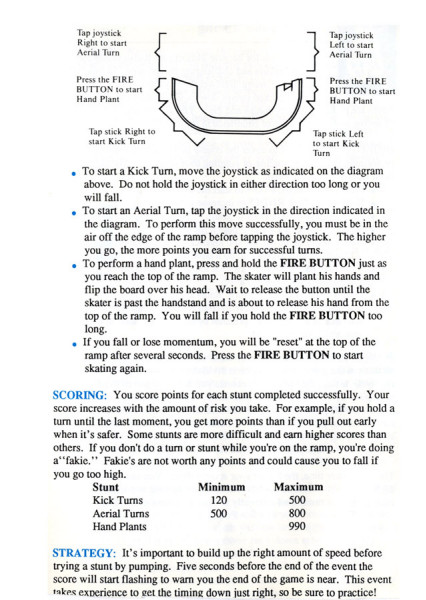 Tap joystick
Right to start
Aerial Turn
Tap joystick
Left to start
Aerial Turn
Press the FIRE
BUTTON to start
Hand Plant
Press the FIRE
BUTTON to start
Hand Plant
Tap stick Right to
start Kick Turn
Tap stick Left
to start Kick
Turn
• To start a Kick Turn, move the joystick as indicated on the diagram
above. Do not hold the joystick in either direction too long or you
will fall.
• To start an Aerial Turn, tap the joystick in the direction indicated in
the diagram. To perform this move successfully, you must be in the
air off the edge of the ramp before tapping the joystick. The higher
you go, the more points you earn for successful turns.
• To perform a hand plant, press and hold the FIRE BUTTON just as
you reach the top of the ramp. The skater will plant his hands and
flip the board over his head. Wait to release the button until the
skater is past the handstand and is about to release his hand from the
top of the ramp. You will fall if you hold the FIRE BUTTON too
long.
• If you fall or lose momentum, you will be "reset" at the top of the
ramp after several seconds. Press the FIRE BUTTON to start
skating again.
SCORING: You score points for each stunt completed successfully. Your
score increases with the amount of risk you take. For example, if you hold a
turn until the last moment, you get more points than if you pull out early
when it's safer. Some stunts are more difficult and earn higher scores than
others. If you don't do a turn or stunt while you're on the ramp, you're doing
a "fakie." Fakie's are not worth any points and could cause you to fall if
you go too high.
Stunt Minimum Maximum
Kick Turns 120 500
Aerial Turns 500 800
Hand Plants 990
STRATEGY: It's important to build up the right amount of speed before
trying a stunt by pumping. Five seconds before the end of the event the
score will start flashing to warn you the end of the game is near. This event
takes experience to get the timing down just right, so be sure to practice!